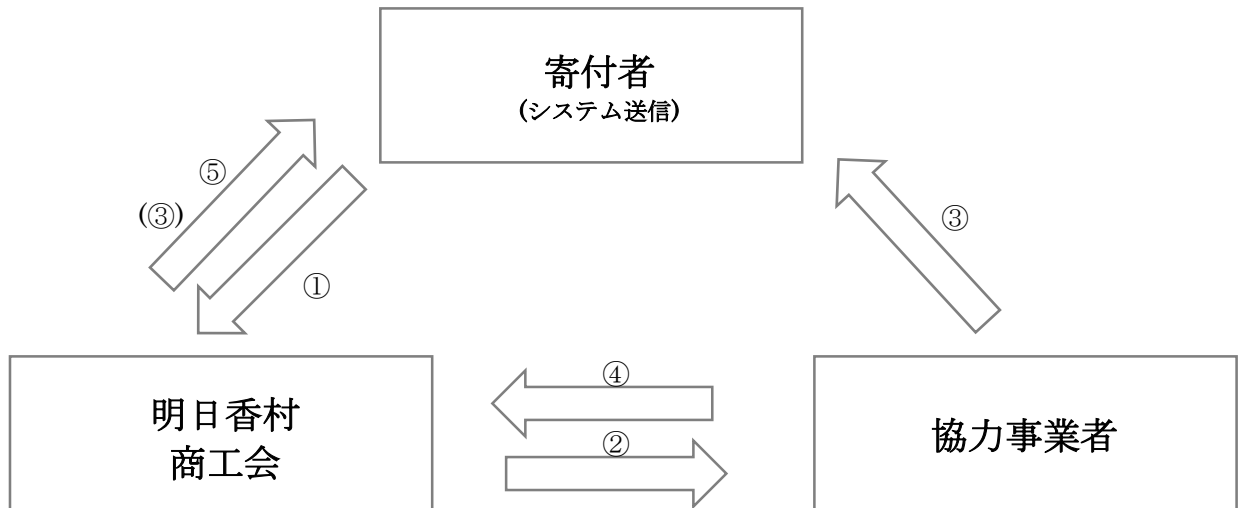 寄付者
(システム送信)
⑤
(③)
①
③
④
②
明日香村
商工会
協力事業者